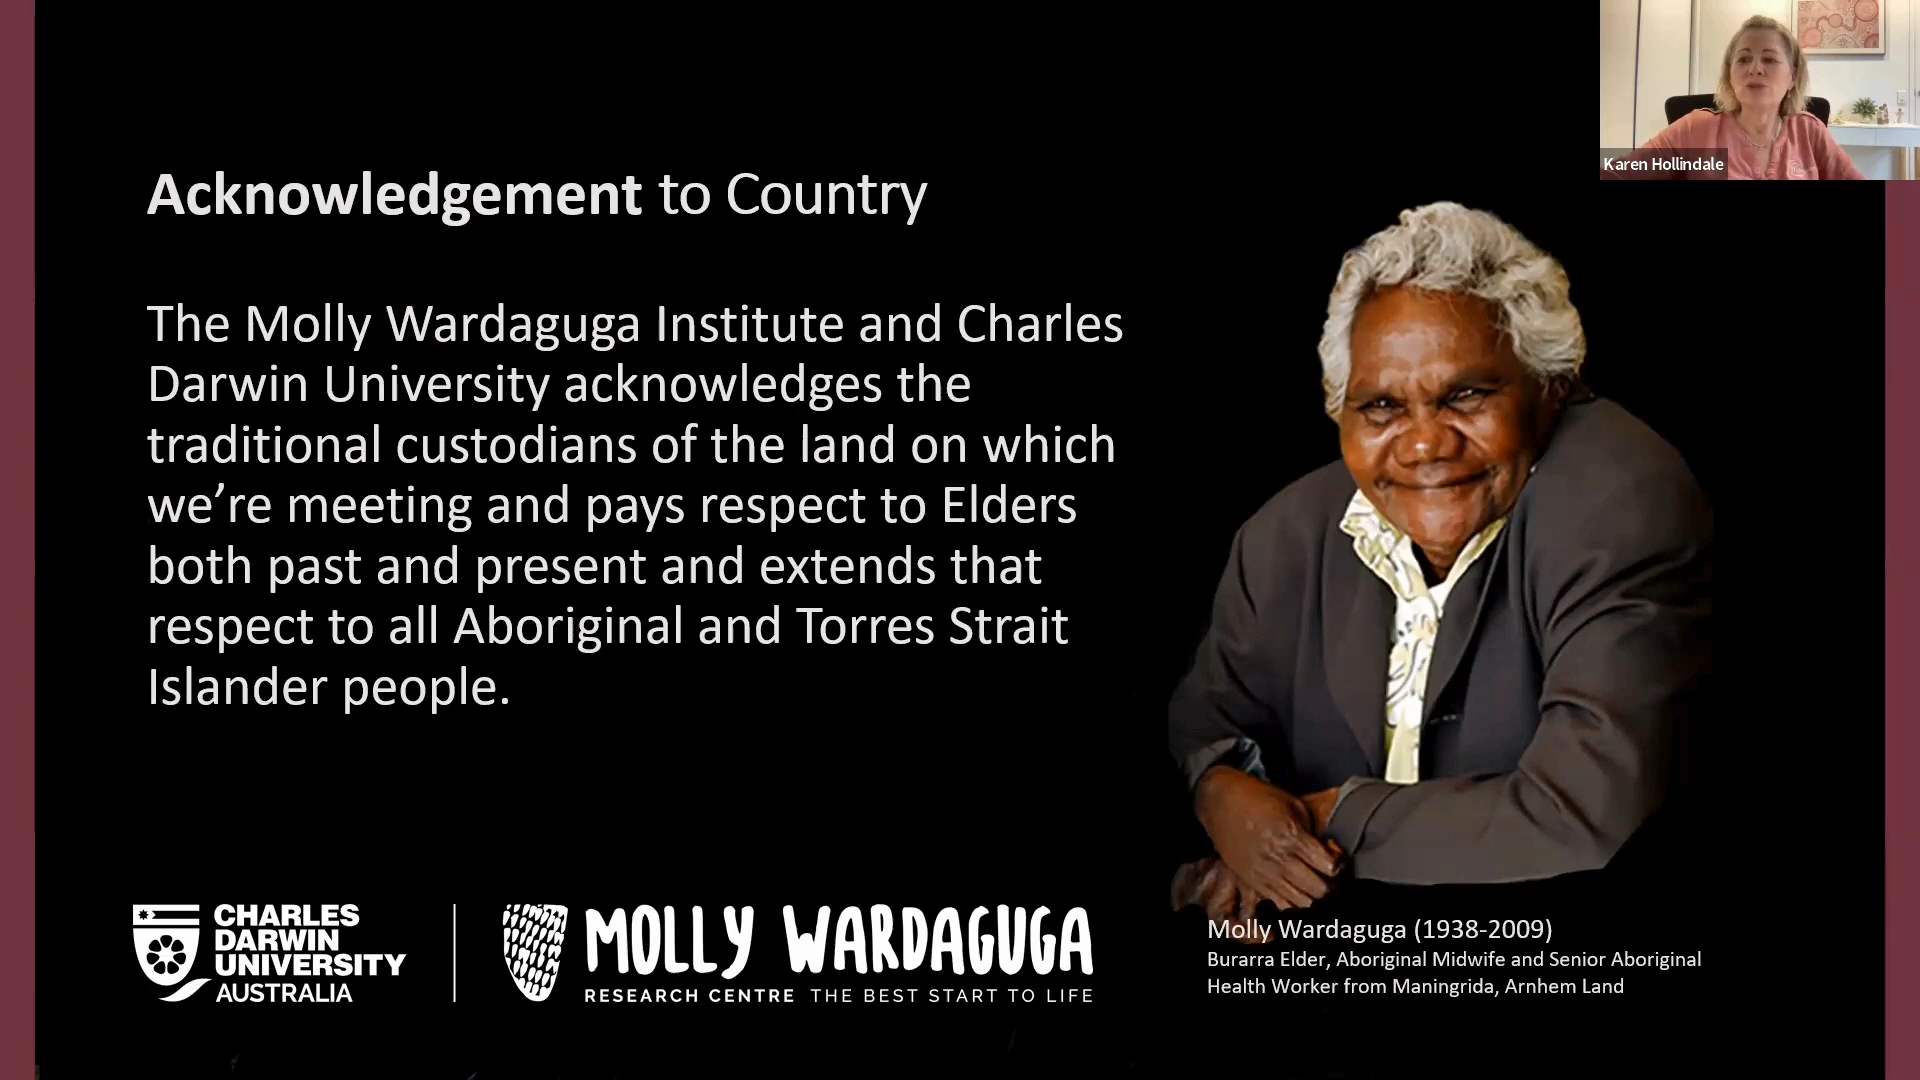 Karen Hollindale
Acknowledgement to Country
The Molly Wardaguga Institute and Charles
Darwin University acknowledges the
traditional custodians of the land on which
we’re meeting and pays respect to Elders
both past and present and extends that
respect to all Aboriginal and Torres Strait
Islander people.
CHARLES
DARWIN
UNIVERSITY
AUSTRALIA
MOLLY WARDAGUGA
RESEARCH CENTRE THE BEST START TO LIFE
Molly Wardaguga (1938-2009)
Burarra Elder, Aboriginal Midwife and Senior Aboriginal
Health Worker from Maningrida, Arnhem Land